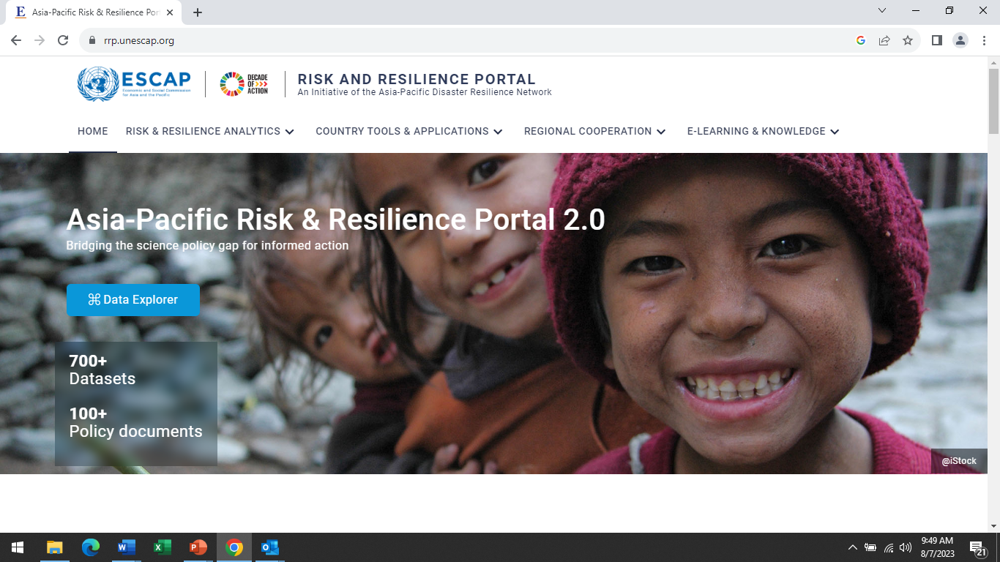 Asia-Pacific Risk & Resilience Por
rrp.unescap.org
ESCAP
Economic and Social Commission
for Asia and the Pacific
DECADE
OF >>>
ACTION
RISK AND RESILIENCE PORTAL
An Initiative of the Asia-Pacific Disaster Resilience Network
HOME RISK & RESILIENCE ANALYTICS COUNTRY TOOLS & APPLICATIONS REGIONAL COOPERATION E-LEARNING & KNOWLEDGE
Asia-Pacific Risk & Resilience Portal 2.0
Bridging the science policy gap for informed action
Data Explorer
700+
Datasets
100+
Policy documents
@iStock
9:49 AM
8/7/2023
21